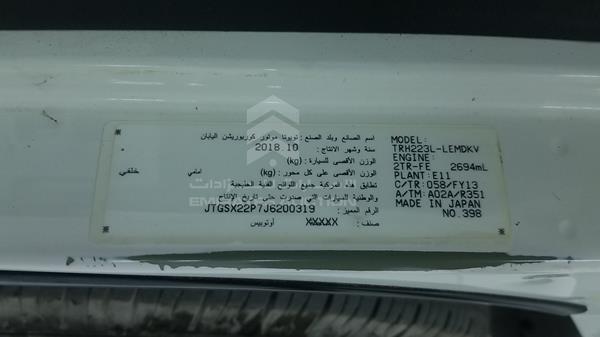 اسم الصانع وبلد الصنع : تويوتا موتور كوربوريشن اليابان
سنة وشهر الانتاج : 2018.10
الوزن الأقصى للسيارة : (kg)
الوزن الأقصى على كل محور : (kg) امامي خلفي
تطابق هذه المركبة جميع اللوائح الفنية الخليجية
والوطنية للسيارات التي صدرت حتى تاريخ الإنتاج
الرقم المميز : JTGSX22P7J6200319
صنف : XXXXX أوتوبيس
MODEL:
TRH223L-LEMDKV
ENGINE:
2TR-FE 2694mL
PLANT: E11
C/TR: 058/FY13
A/TM: A02A/R351
MADE IN JAPAN
NO.398